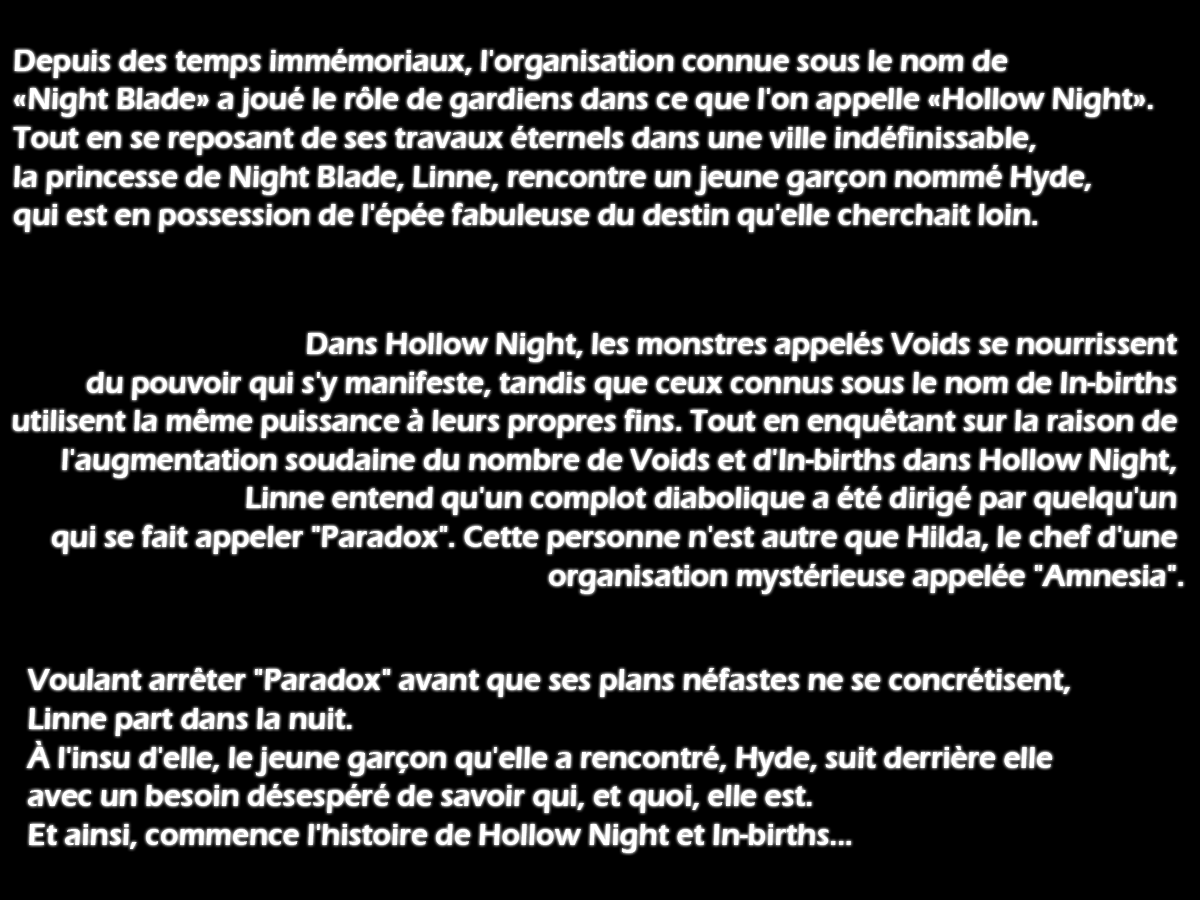 Depuis des temps immémoriaux, l'organisation connue sous le nom de
«Night Blade» a joué le rôle de gardiens dans ce que l'on appelle «Hollow Night».
Tout en se reposant de ses travaux éternels dans une ville indéfinissable,
la princesse de Night Blade, Linne, rencontre un jeune garçon nommé Hyde,
qui est en possession de l'épée fabuleuse du destin qu'elle cherchait loin.
Dans Hollow Night, les monstres appelés Voids se nourrissent
du pouvoir qui s'y manifeste, tandis que ceux connus sous le nom de In-births
utilisent la même puissance à leurs propres fins. Tout en enquêtant sur la raison de
l'augmentation soudaine du nombre de Voids et d'In-births dans Hollow Night,
Linne entend qu'un complot diabolique a été dirigé par quelqu'un
qui se fait appeler "Paradox". Cette personne n'est autre que Hilda, le chef d'une
organisation mystérieuse appelée "Amnesia".
Voulant arrêter "Paradox" avant que ses plans néfastes ne se concrétisent,
Linne part dans la nuit.
À l'insu d'elle, le jeune garçon qu'elle a rencontré, Hyde, suit derrière elle
avec un besoin désespéré de savoir qui, et quoi, elle est.
Et ainsi, commence l'histoire de Hollow Night et In-births...